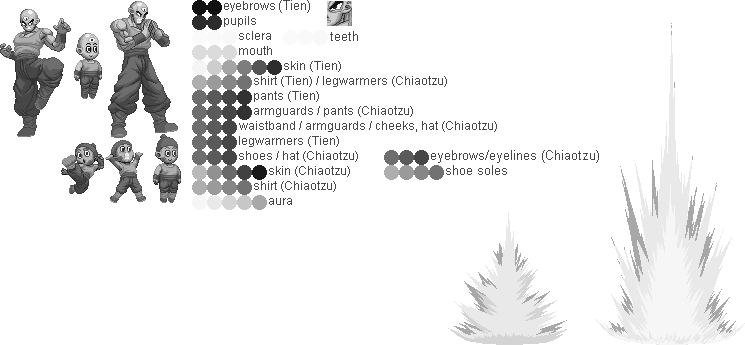 eyebrows (Tien)
pupils
sclera teeth
mouth
skin (Tien)
shirt (Tien) / legwarmers (Chiaotzu)
pants (Tien)
armguards / pants (Chiaotzu)
waistband / armguards / cheeks, hat (Chiaotzu)
legwarmers (Tien)
shoes / hat (Chiaotzu) eyebrows/eyelines (Chiaotzu)
skin (Chiaotzu) shoe soles
shirt (Chiaotzu)
aura